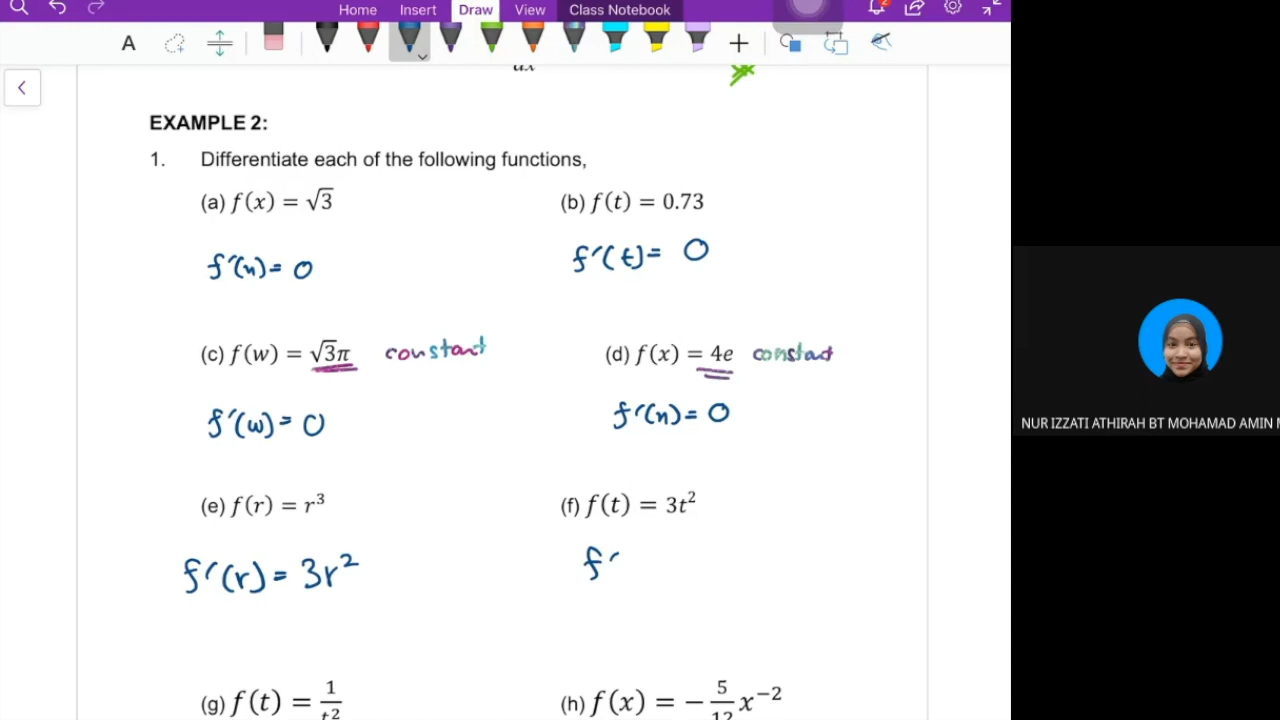 Home Insert Draw View Class Notebook
2
A
dx
EXAMPLE 2:
1. Differentiate each of the following functions,
(a) f(x) = √3 (b) f(t) = 0.73
f'(x) = 0 f'(t) = 0
(c) f(w) = √3π constant (d) f(x) = 4e constant
f'(w) = 0 f'(x) = 0
(e) f(r) = r³ (f) f(t) = 3t²
f'(r) = 3r² f'
(g) f(t) = 1/t² (h) f(x) = −5/12 x⁻²
NUR IZZATI ATHIRAH BT MOHAMAD AMIN